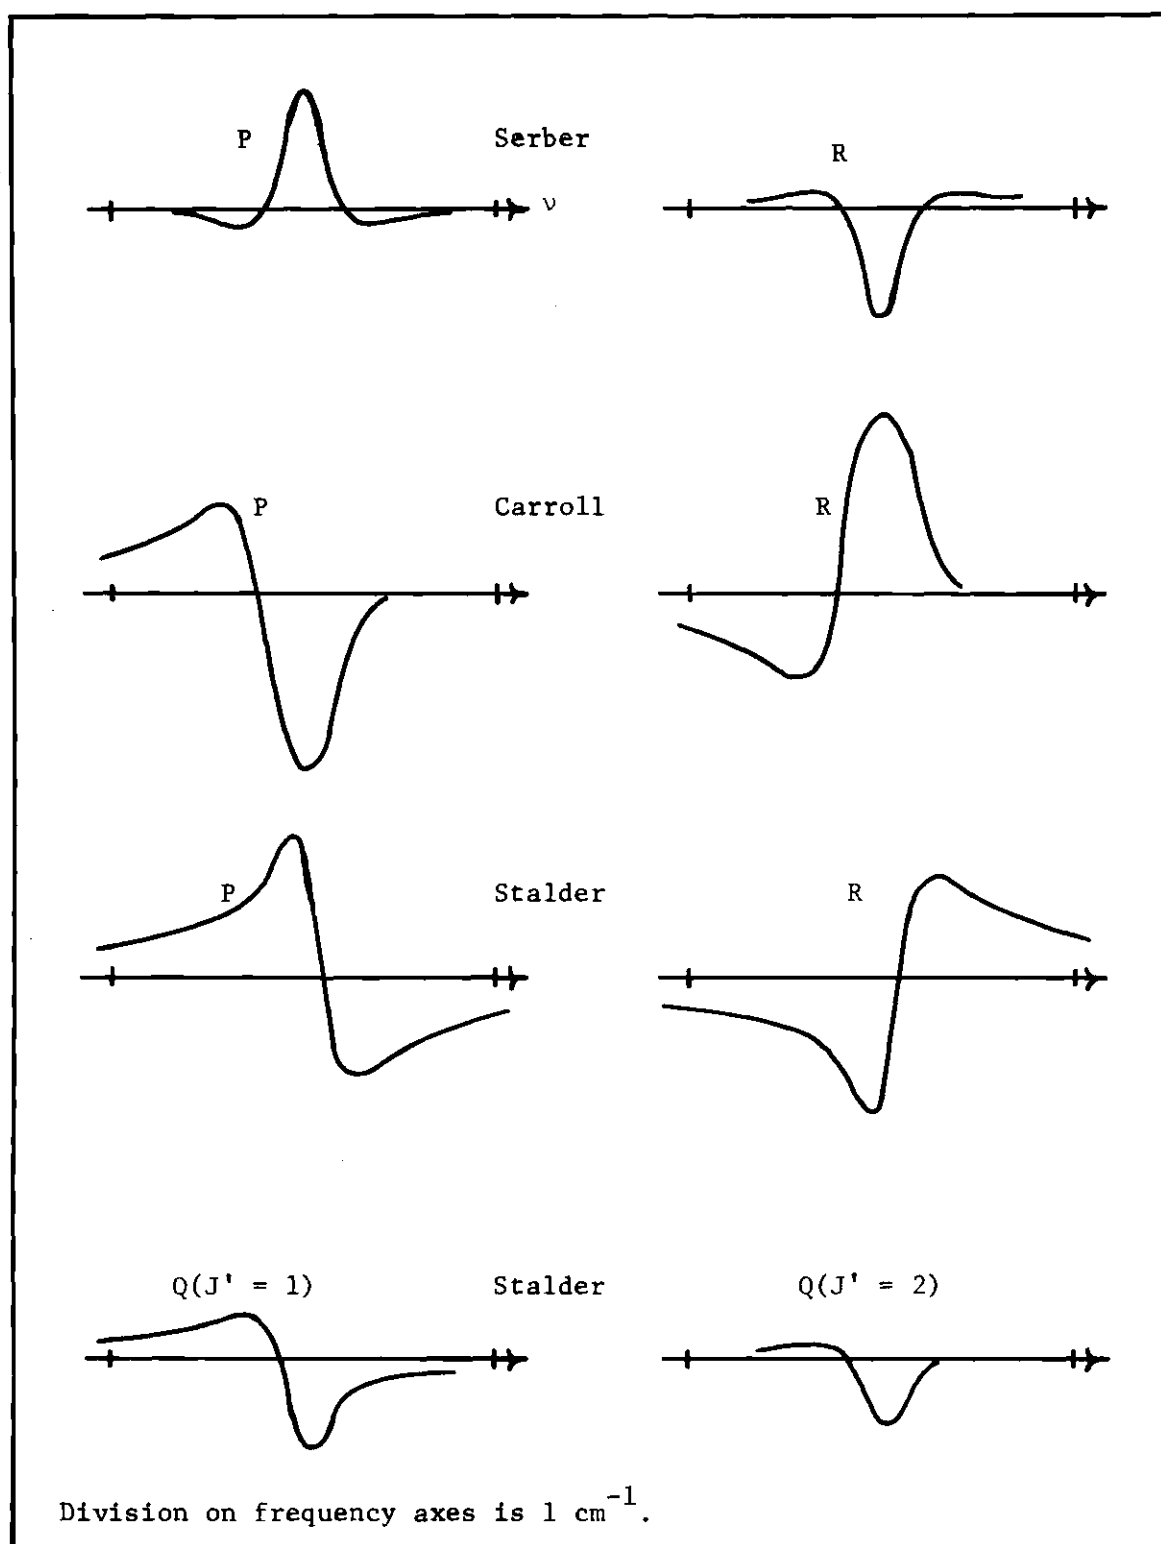 P Serber R
ν
P Carroll R
P Stalder R
Q(J' = 1) Stalder Q(J' = 2)
Division on frequency axes is 1 cm⁻¹.